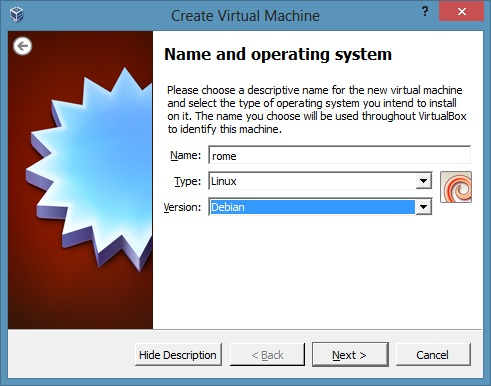 Create Virtual Machine
?
Name and operating system
Please choose a descriptive name for the new virtual machine
and select the type of operating system you intend to install
on it. The name you choose will be used throughout VirtualBox
to identify this machine.
Name: rome
Type: Linux
Version: Debian
Hide Description
< Back
Next >
Cancel